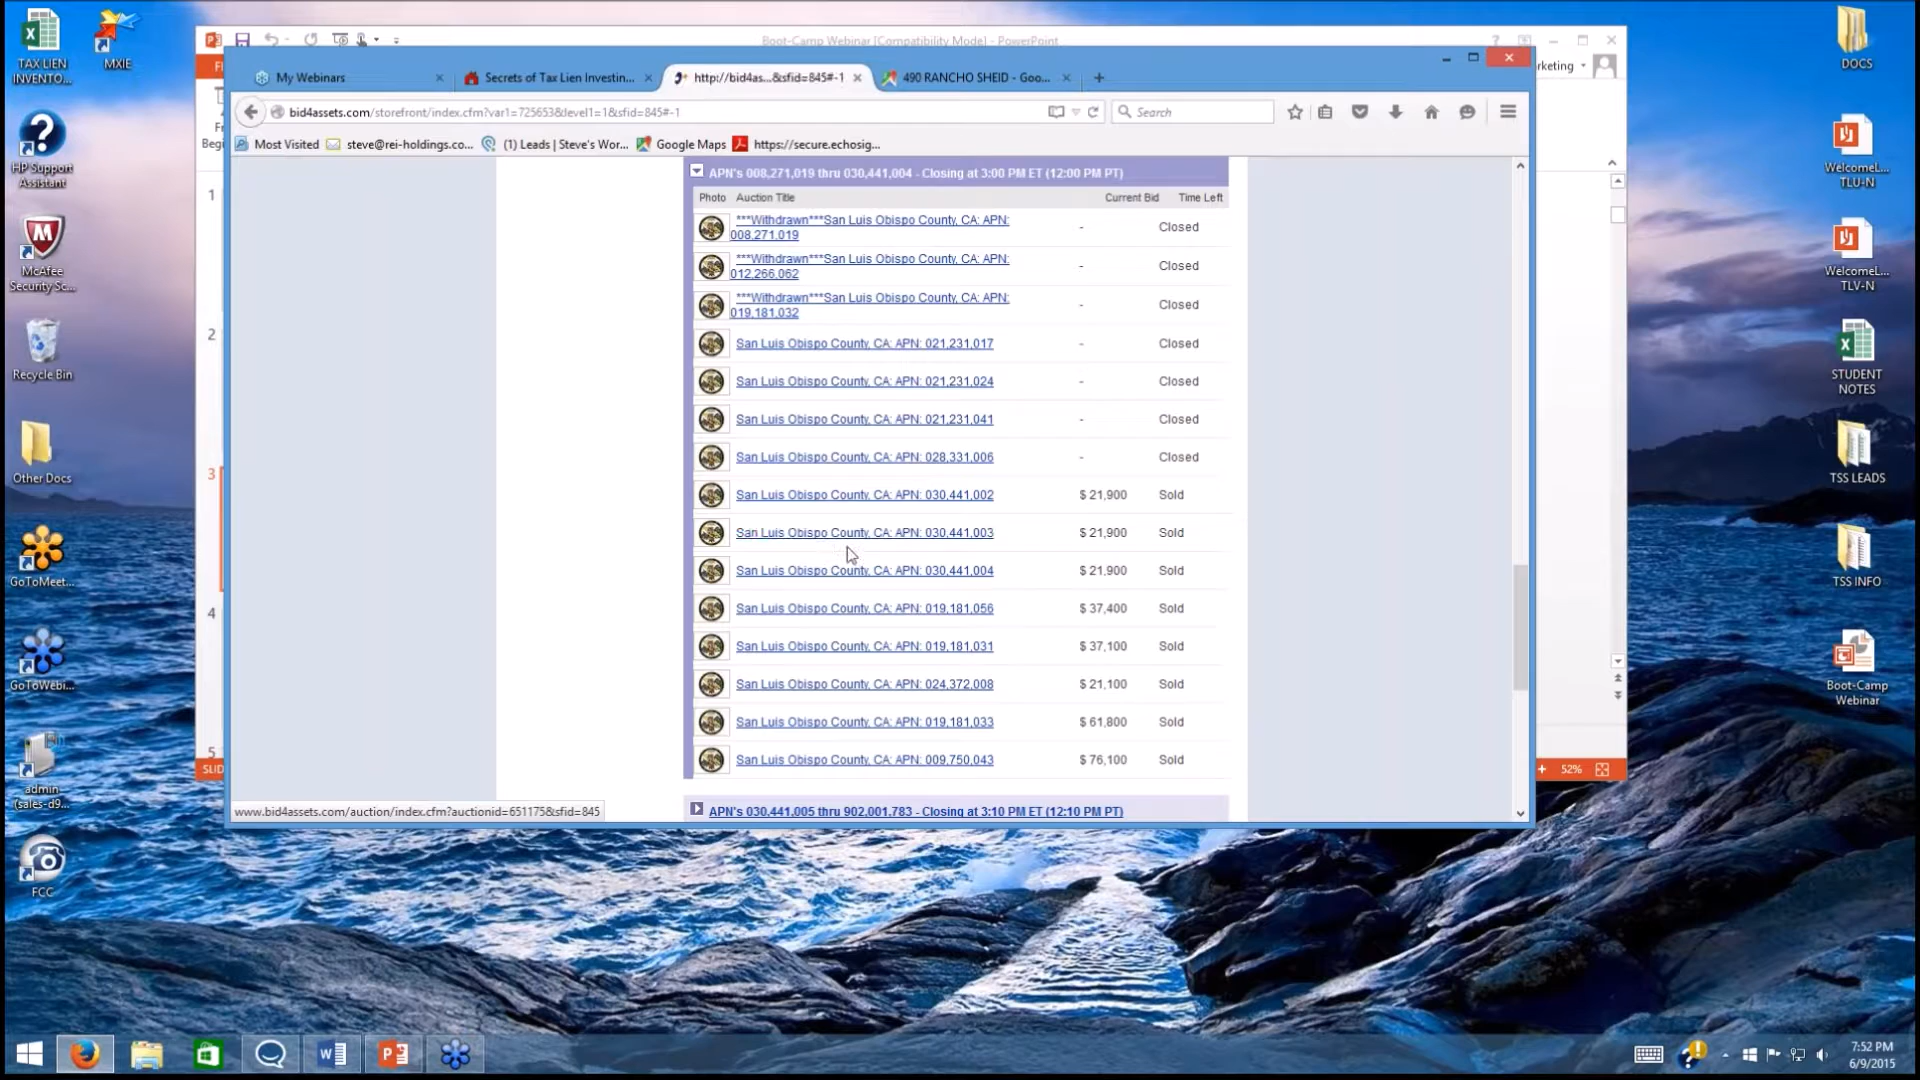 Boot-Camp Webinar [Compatibility Mode] - PowerPoint
My Webinars
Secrets of Tax Lien Investin...
http://bid4as...&sfid=845#-1
490 RANCHO SHEID - Goo...
bid4assets.com/storefront/index.cfm?var1=725653&level1=1&sfid=845#-1
Search
Most Visited
steve@rei-holdings.co...
(1) Leads | Steve's Wor...
Google Maps
https://secure.echosig...
APN's 008,271,019 thru 030,441,004 - Closing at 3:00 PM ET (12:00 PM PT)
Photo Auction Title Current Bid Time Left
***Withdrawn***San Luis Obispo County, CA: APN:
008,271,019 - Closed
***Withdrawn***San Luis Obispo County, CA: APN:
012,266,062 - Closed
***Withdrawn***San Luis Obispo County, CA: APN:
019,181,032 - Closed
San Luis Obispo County, CA: APN: 021,231,017 - Closed
San Luis Obispo County, CA: APN: 021,231,024 - Closed
San Luis Obispo County, CA: APN: 021,231,041 - Closed
San Luis Obispo County, CA: APN: 028,331,006 - Closed
San Luis Obispo County, CA: APN: 030,441,002 $ 21,900 Sold
San Luis Obispo County, CA: APN: 030,441,003 $ 21,900 Sold
San Luis Obispo County, CA: APN: 030,441,004 $ 21,900 Sold
San Luis Obispo County, CA: APN: 019,181,056 $ 37,400 Sold
San Luis Obispo County, CA: APN: 019,181,031 $ 37,100 Sold
San Luis Obispo County, CA: APN: 024,372,008 $ 21,100 Sold
San Luis Obispo County, CA: APN: 019,181,033 $ 61,800 Sold
San Luis Obispo County, CA: APN: 009,750,043 $ 76,100 Sold
APN's 030,441,005 thru 902,001,783 - Closing at 3:10 PM ET (12:10 PM PT)
www.bid4assets.com/auction/index.cfm?auctionid=651175&sfid=845
rketing
F
Fr
Begi
1
2
3
4
5
SLID
52%
TAX LIEN
INVENTO...
MXIE
HP Support
Assistant
McAfee
Security Sc...
Recycle Bin
Other Docs
GoToMeet...
GoToWebi...
admin
(sales-d9...
FCC
DOCS
WelcomeL...
TLU-N
WelcomeL...
TLV-N
STUDENT
NOTES
TSS LEADS
TSS INFO
Boot-Camp
Webinar
7:52 PM
6/9/2015